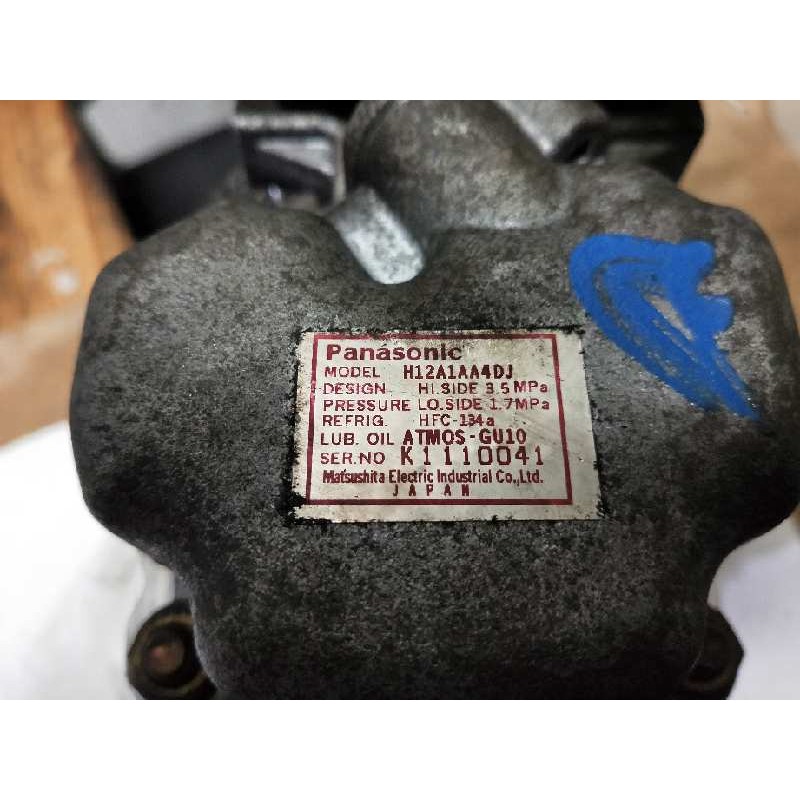 Panasonic
MODEL H12A1AA4DJ
DESIGN HI.SIDE 3.5MPa
PRESSURE LO.SIDE 1.7MPa
REFRIG. HFC-134a
LUB. OIL ATMOS-GU10
SER.NO K1110041
Matsushita Electric Industrial Co.,Ltd.
JAPAN